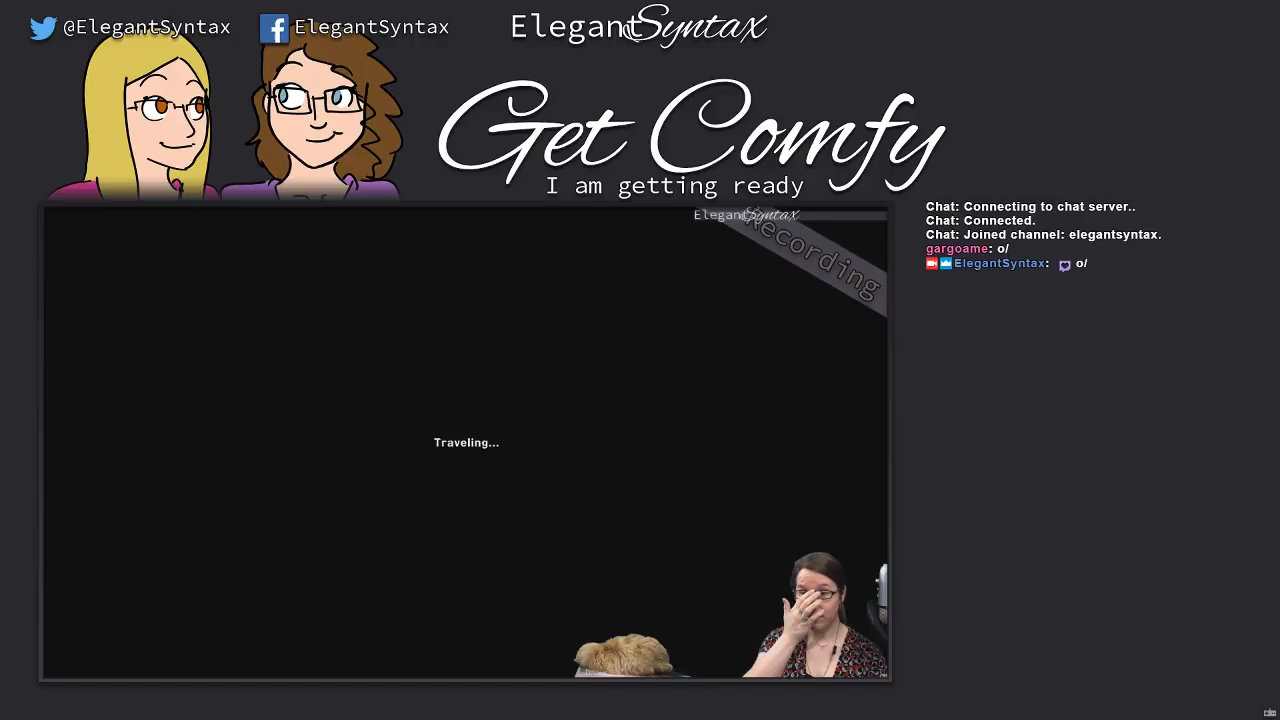 @ElegantSyntax
ElegantSyntax
ElegantSyntax
Get Comfy
I am getting ready
ElegantSyntax
Recording
Traveling...
Chat: Connecting to chat server..
Chat: Connected.
Chat: Joined channel: elegantsyntax.
gargoame: o/
ElegantSyntax: o/